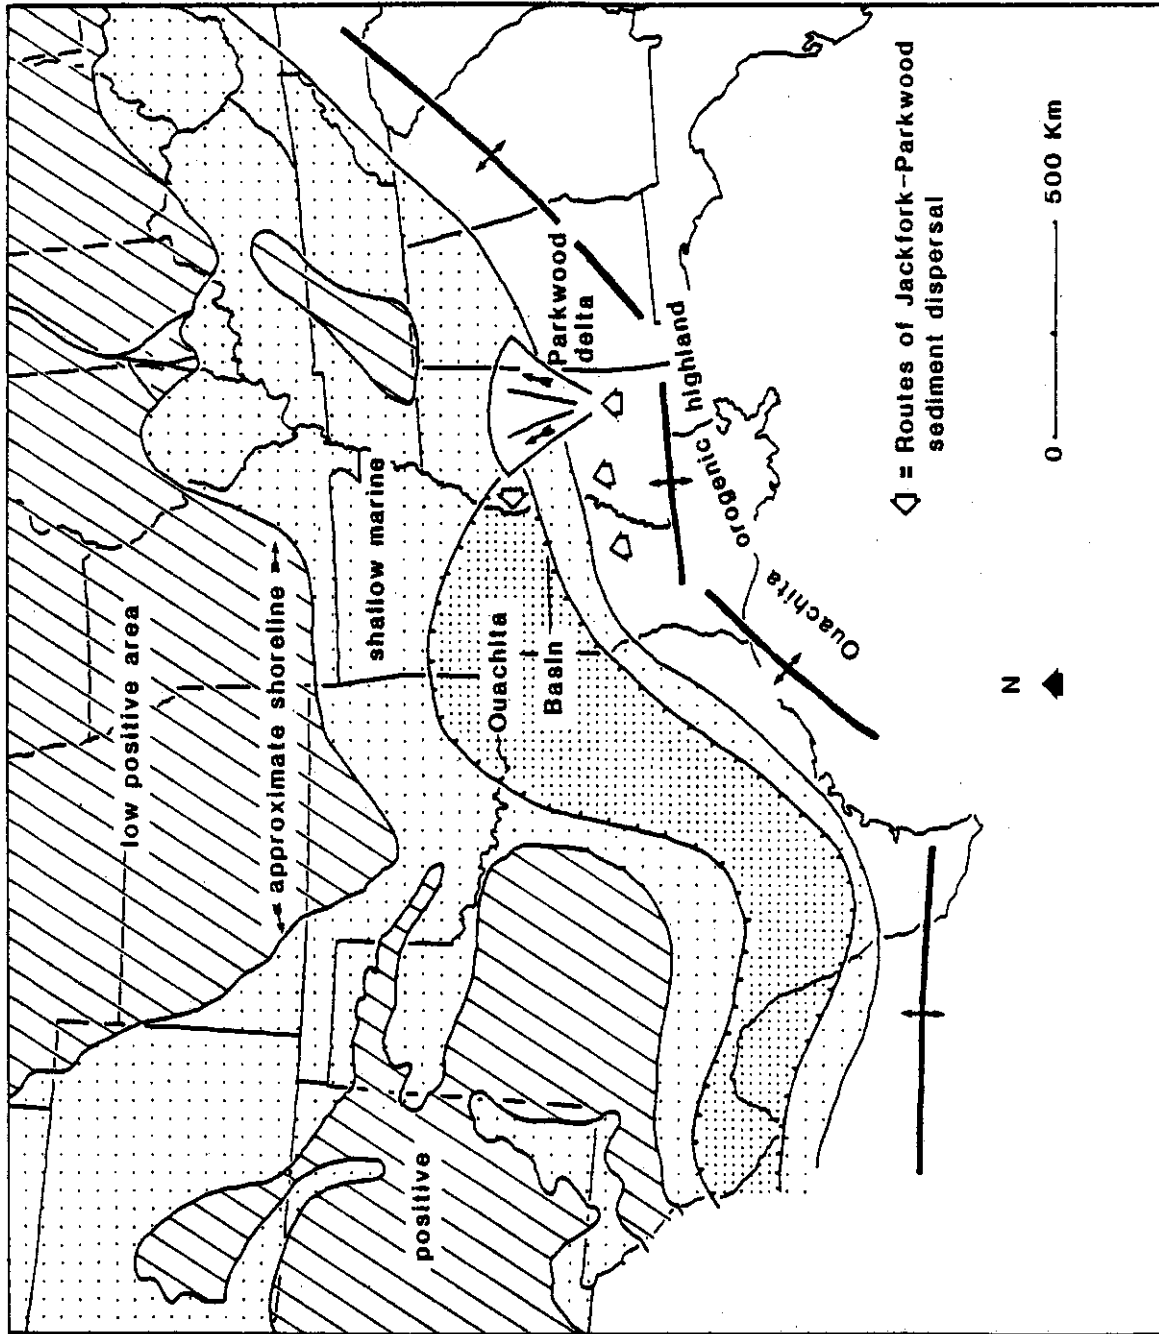 low positive area
approximate shoreline
shallow marine
Ouachita
Basin
positive
Parkwood
delta
Ouachita orogenic highland
= Routes of Jackfork-Parkwood
sediment dispersal
0
500 Km
N